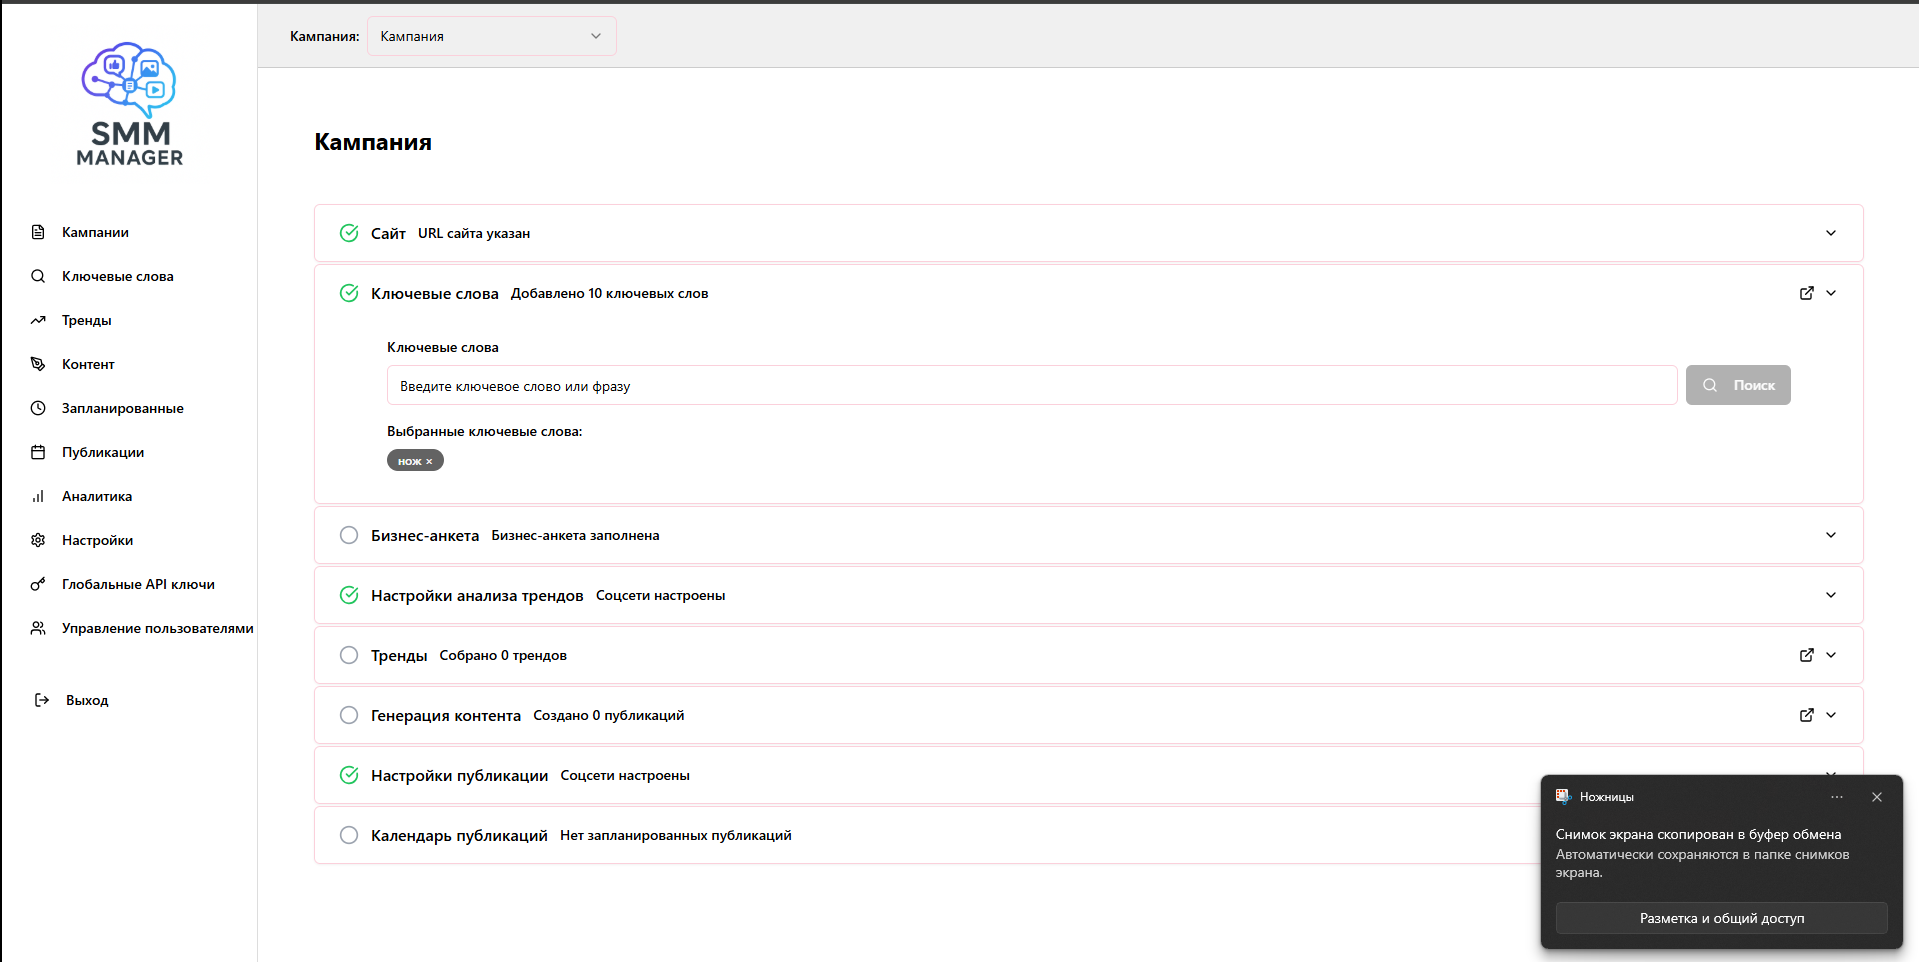 Кампания: Кампания
SMM
MANAGER
Кампании
Ключевые слова
Тренды
Контент
Запланированные
Публикации
Аналитика
Настройки
Глобальные API ключи
Управление пользователями
Выход
Кампания
Сайт URL сайта указан
Ключевые слова Добавлено 10 ключевых слов
Ключевые слова
Введите ключевое слово или фразу
Поиск
Выбранные ключевые слова:
нож ×
Бизнес-анкета Бизнес-анкета заполнена
Настройки анализа трендов Соцсети настроены
Тренды Собрано 0 трендов
Генерация контента Создано 0 публикаций
Настройки публикации Соцсети настроены
Календарь публикаций Нет запланированных публикаций
Ножницы
Снимок экрана скопирован в буфер обмена
Автоматически сохраняются в папке снимков
экрана.
Разметка и общий доступ